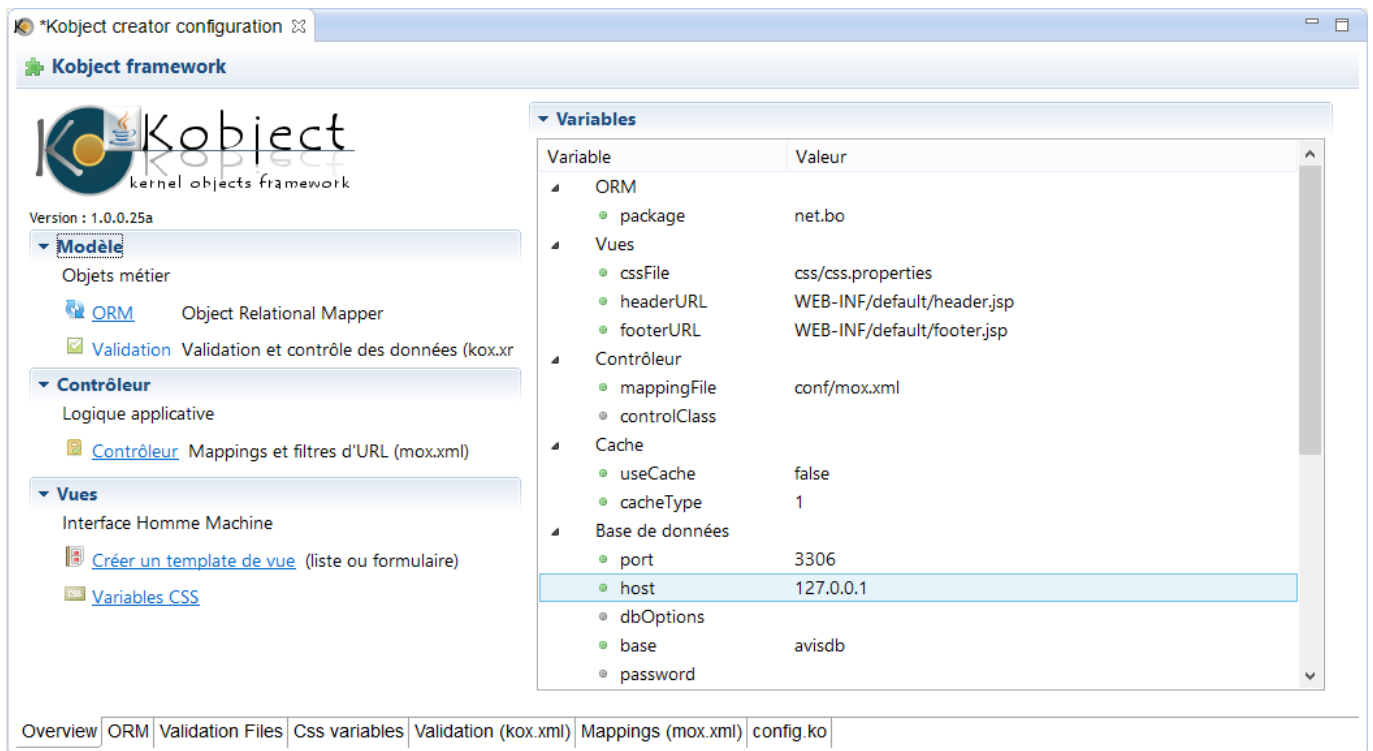 *Kobject creator configuration
Kobject framework
Kobject
kernel objects framework
Version : 1.0.0.25a
Modèle
Objets métier
ORM Object Relational Mapper
Validation Validation et contrôle des données (kox.xr
Contrôleur
Logique applicative
Contrôleur Mappings et filtres d'URL (mox.xml)
Vues
Interface Homme Machine
Créer un template de vue (liste ou formulaire)
CSS Variables CSS
Variables
Variable Valeur
ORM
package net.bo
Vues
cssFile css/css.properties
headerURL WEB-INF/default/header.jsp
footerURL WEB-INF/default/footer.jsp
Contrôleur
mappingFile conf/mox.xml
controlClass
Cache
useCache false
cacheType 1
Base de données
port 3306
host 127.0.0.1
dbOptions
base avisdb
password
Overview ORM Validation Files Css variables Validation (kox.xml) Mappings (mox.xml) config.ko